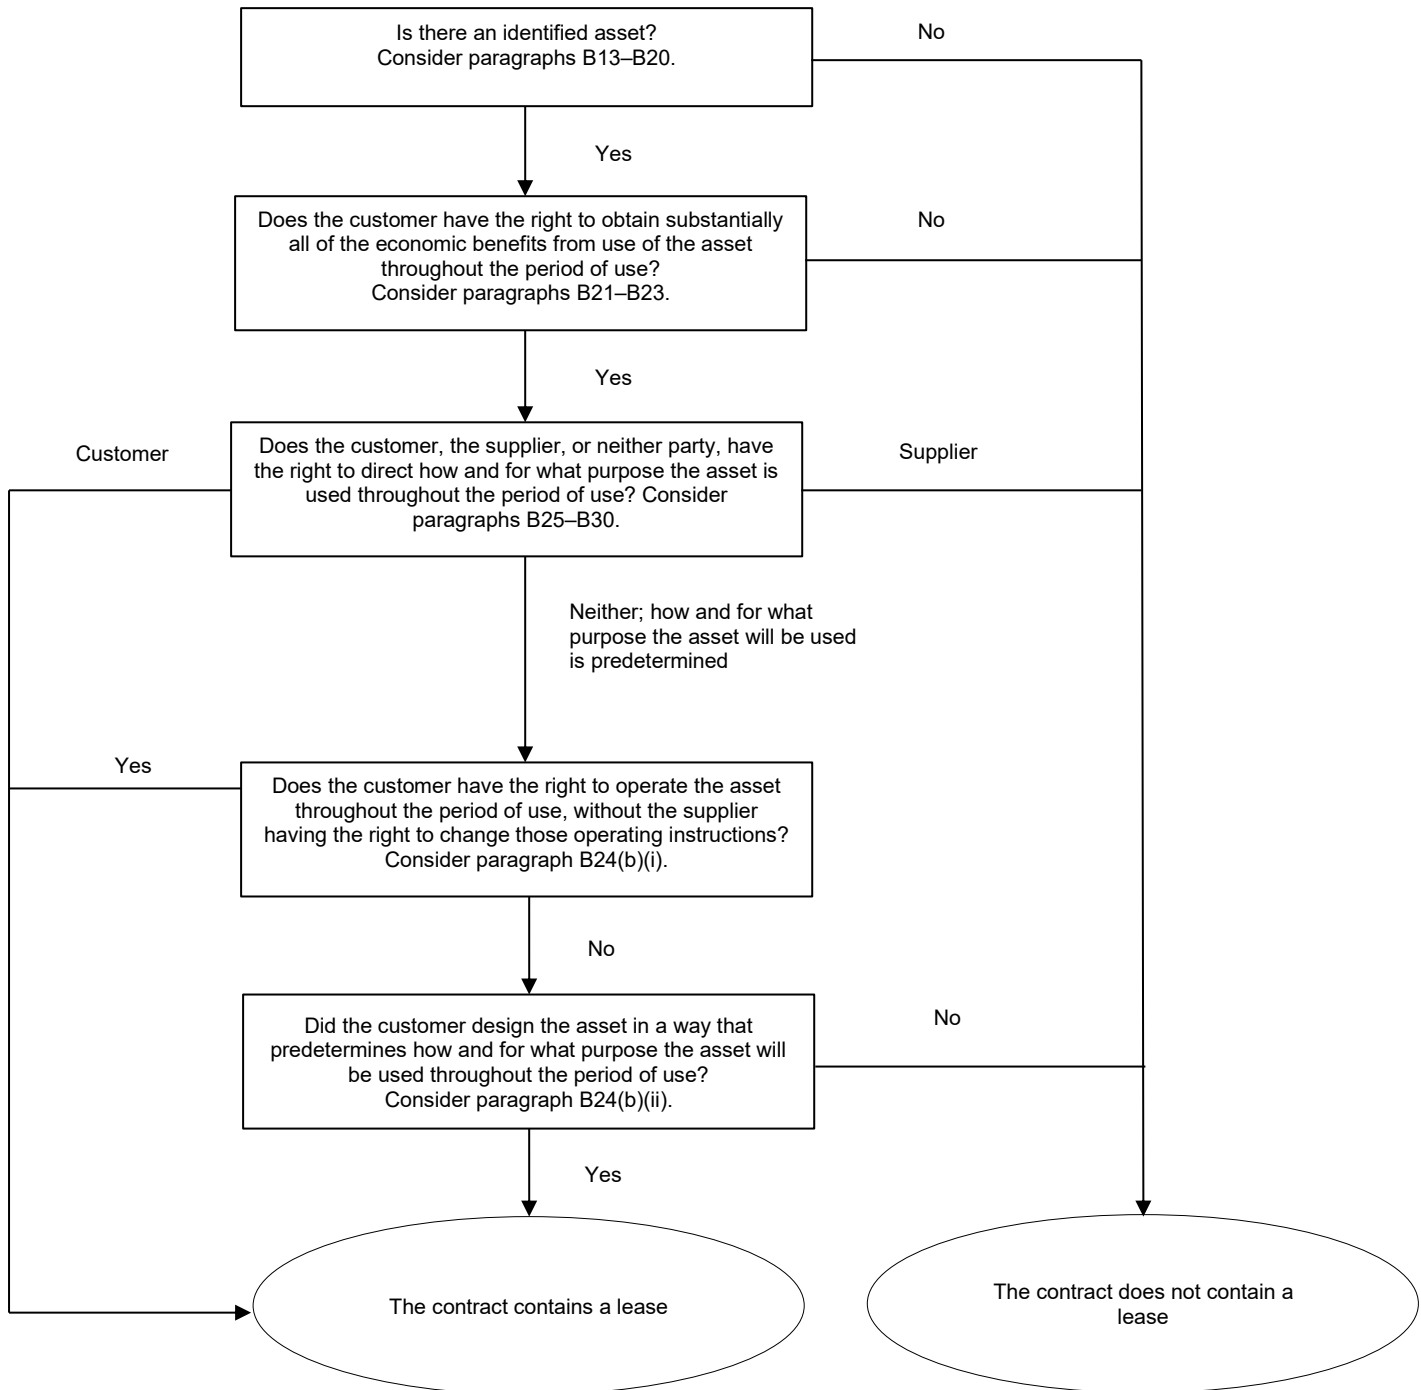 Is there an identified asset?
Consider paragraphs B13–B20.
No
Yes
Does the customer have the right to obtain substantially
all of the economic benefits from use of the asset
throughout the period of use?
Consider paragraphs B21–B23.
No
Yes
Customer
Does the customer, the supplier, or neither party, have
the right to direct how and for what purpose the asset is
used throughout the period of use? Consider
paragraphs B25–B30.
Supplier
Neither; how and for what
purpose the asset will be used
is predetermined
Yes
Does the customer have the right to operate the asset
throughout the period of use, without the supplier
having the right to change those operating instructions?
Consider paragraph B24(b)(i).
No
Did the customer design the asset in a way that
predetermines how and for what purpose the asset will
be used throughout the period of use?
Consider paragraph B24(b)(ii).
No
Yes
The contract contains a lease
The contract does not contain a
lease